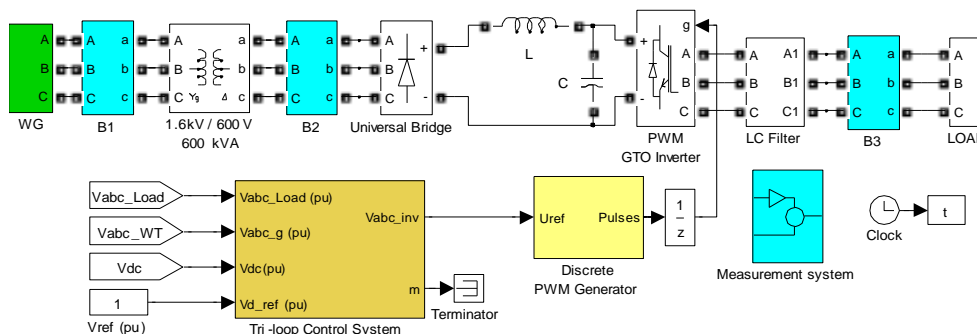 A A a A a A a A + L + g A A A1 A a A
B B b B b B b B C B B B1 B b B
C C c C Yg Δ c C c C - - C C C1 C c C
WG B1 1.6kV / 600 V B2 Universal Bridge PWM LC Filter B3 LOAD
600 kVA GTO Inverter
Vabc_Load Vabc_Load (pu)
Vabc_WT Vabc_g (pu) Vabc_inv Uref Pulses 1 t
z
Vdc Vdc(pu) Clock
1 Vd_ref (pu) m Discrete Measurement system
PWM Generator
Vref (pu) Tri -loop Control System Terminator